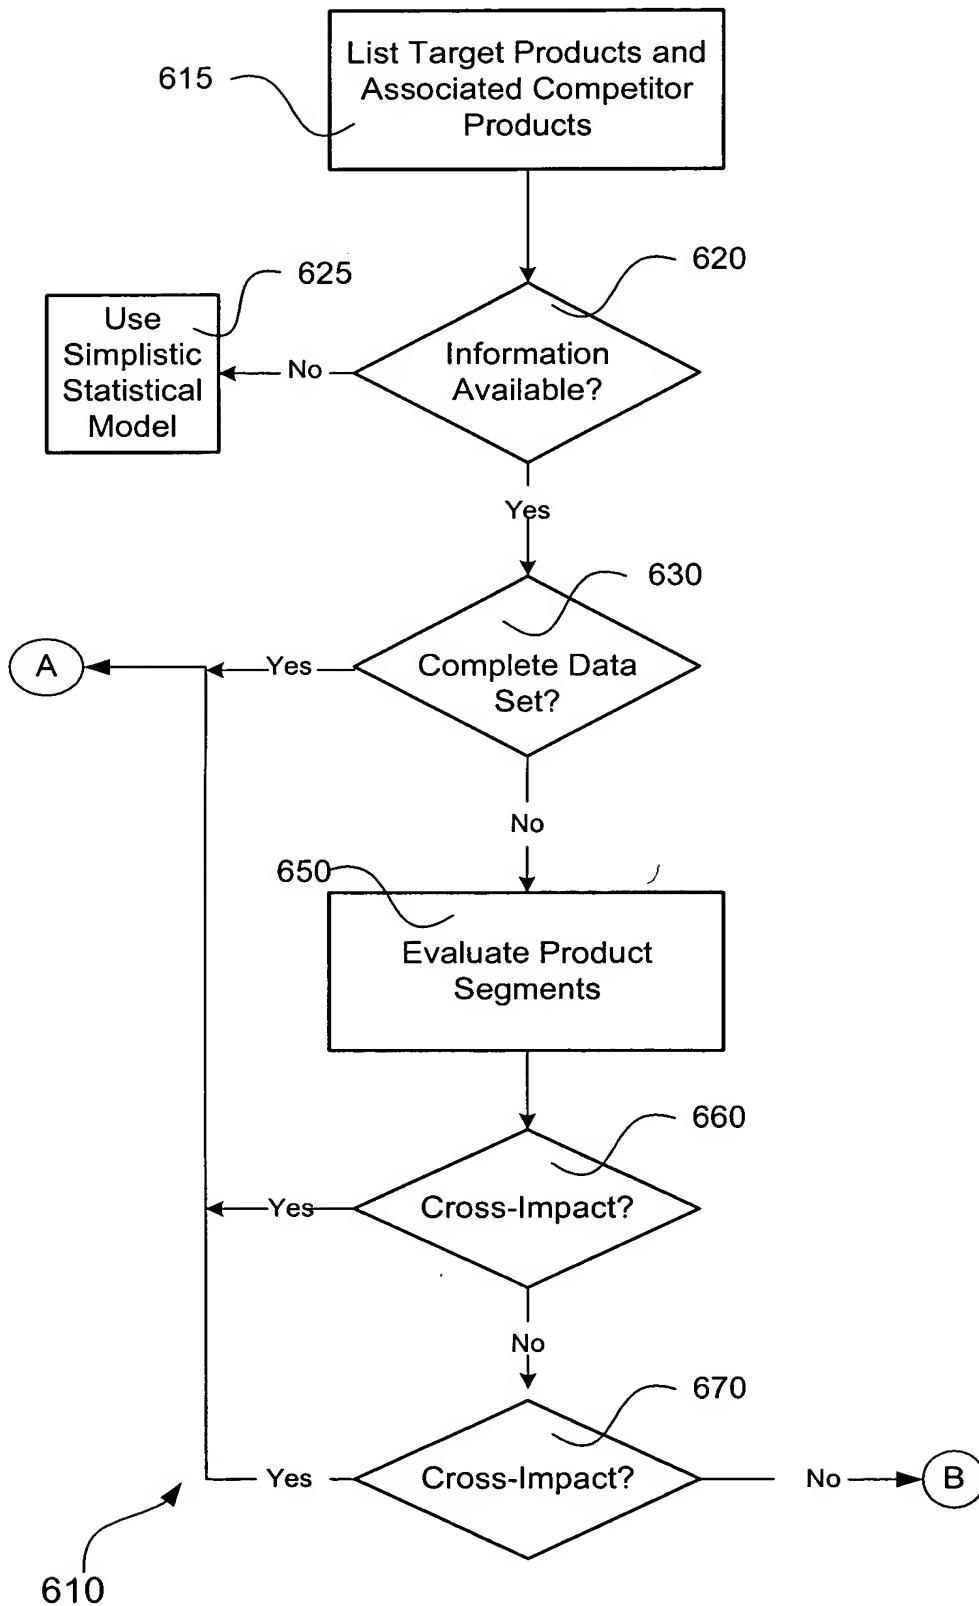 List Target Products and
Associated Competitor
Products
615
620
625
Use
Simplistic
Statistical
Model
No
Information
Available?
Yes
630
A
Yes
Complete Data
Set?
No
650
Evaluate Product
Segments
660
Yes
Cross-Impact?
No
670
Yes
Cross-Impact?
No
B
610